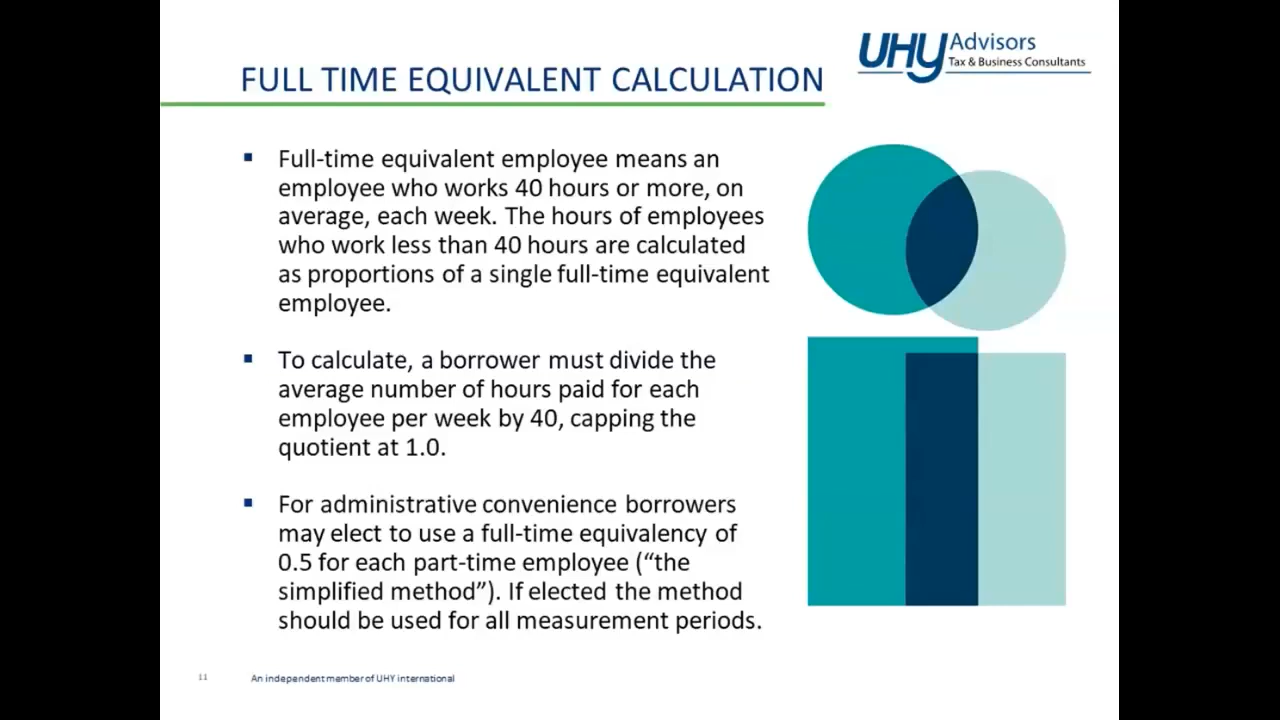 UHY Advisors
Tax & Business Consultants
FULL TIME EQUIVALENT CALCULATION
▪ Full-time equivalent employee means an
employee who works 40 hours or more, on
average, each week. The hours of employees
who work less than 40 hours are calculated
as proportions of a single full-time equivalent
employee.
▪ To calculate, a borrower must divide the
average number of hours paid for each
employee per week by 40, capping the
quotient at 1.0.
▪ For administrative convenience borrowers
may elect to use a full-time equivalency of
0.5 for each part-time employee (“the
simplified method”). If elected the method
should be used for all measurement periods.
11 An independent member of UHY international